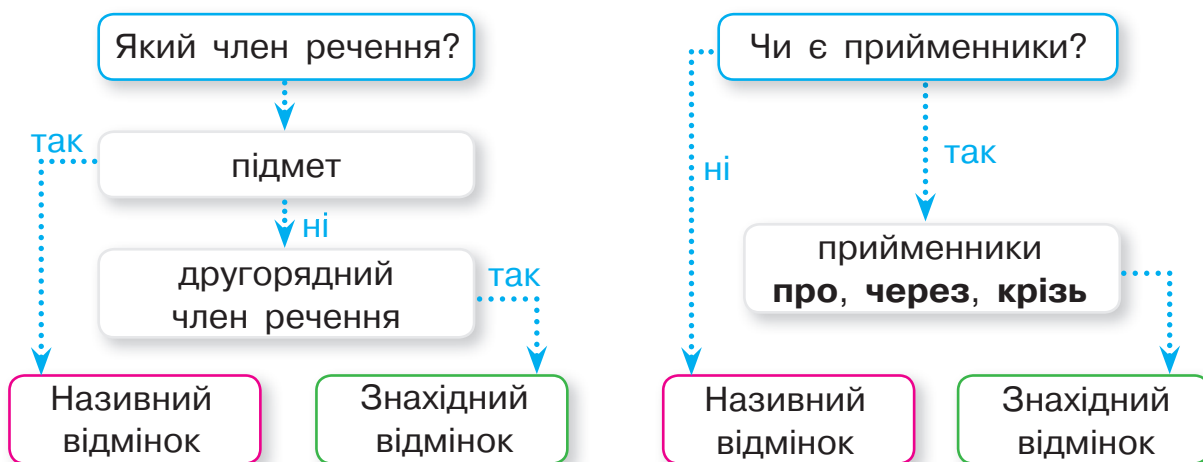 Який член речення?
так
підмет
ні
другорядний
член речення
так
Називний
відмінок
Знахідний
відмінок
Чи є прийменники?
ні
так
прийменники
про, через, крізь
Називний
відмінок
Знахідний
відмінок